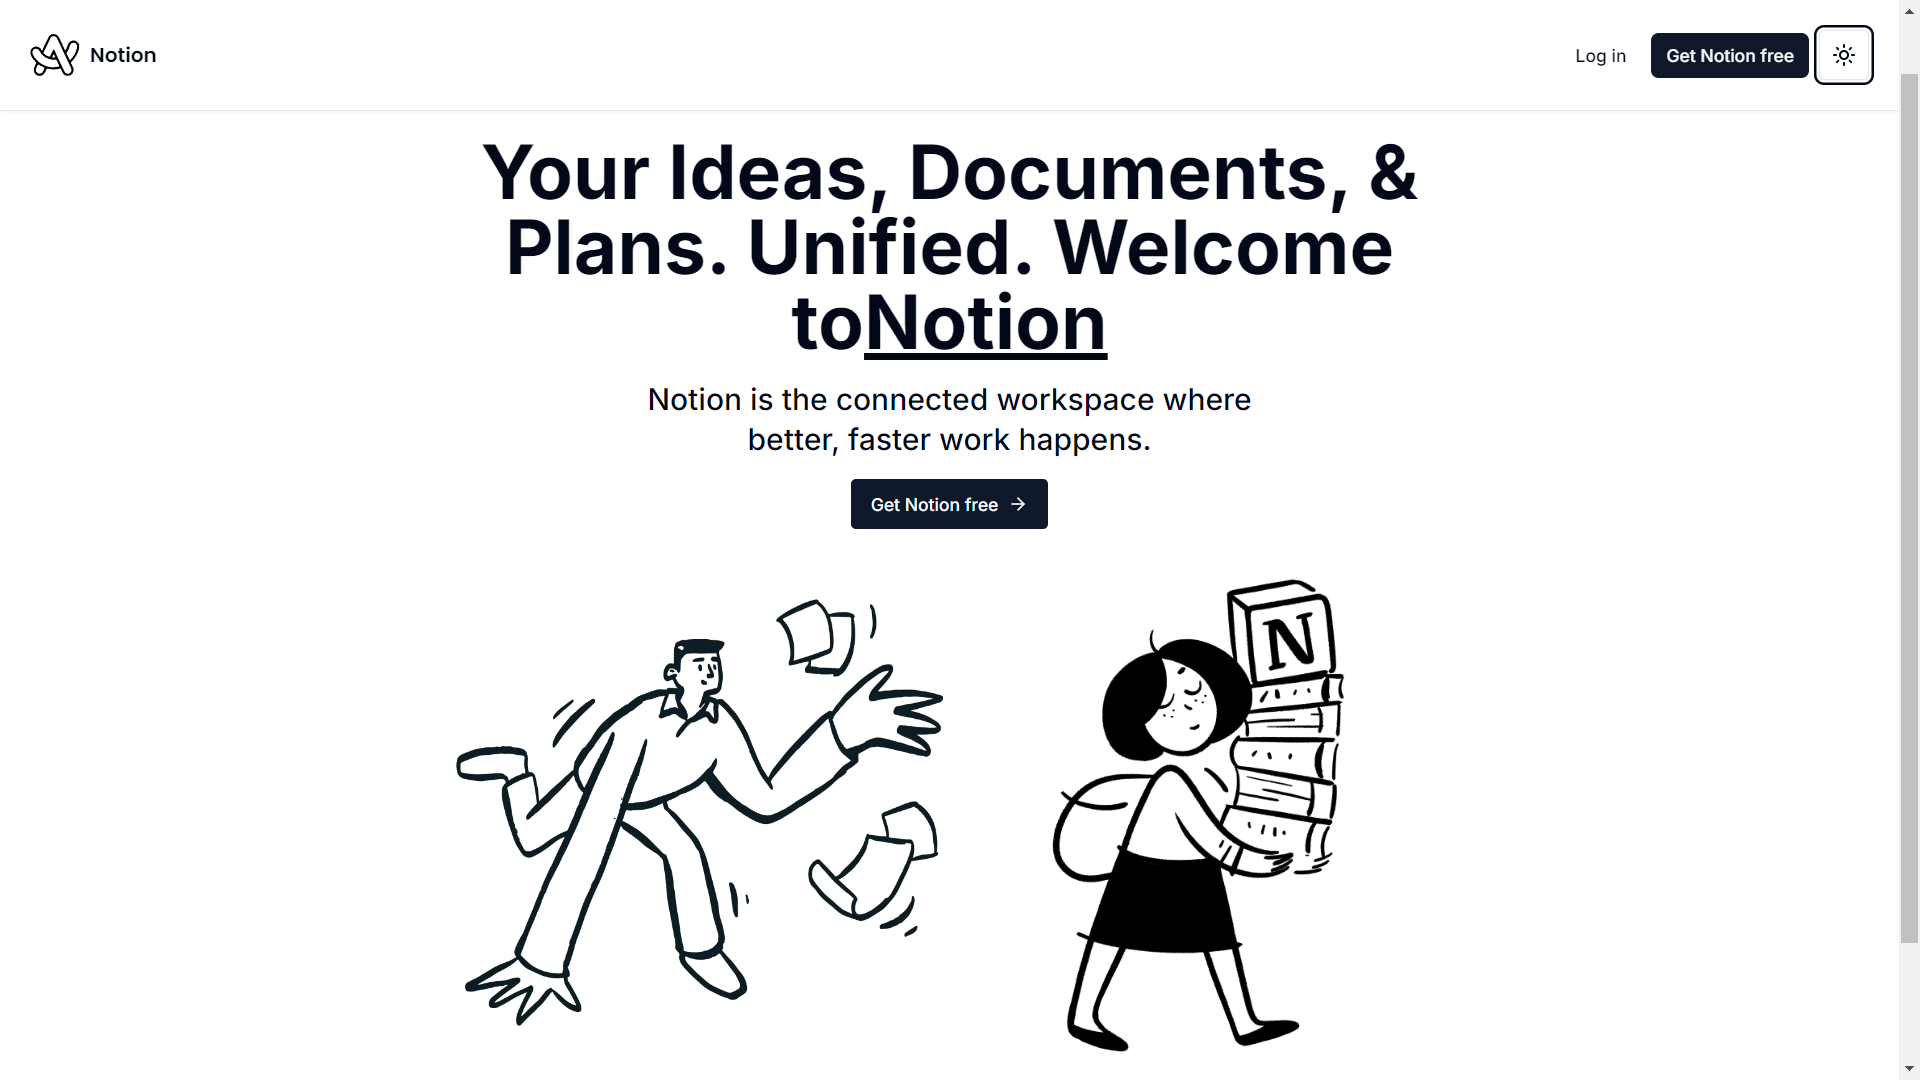 Notion
Log in
Get Notion free
Your Ideas, Documents, &
Plans. Unified. Welcome
toNotion
Notion is the connected workspace where
better, faster work happens.
Get Notion free
N